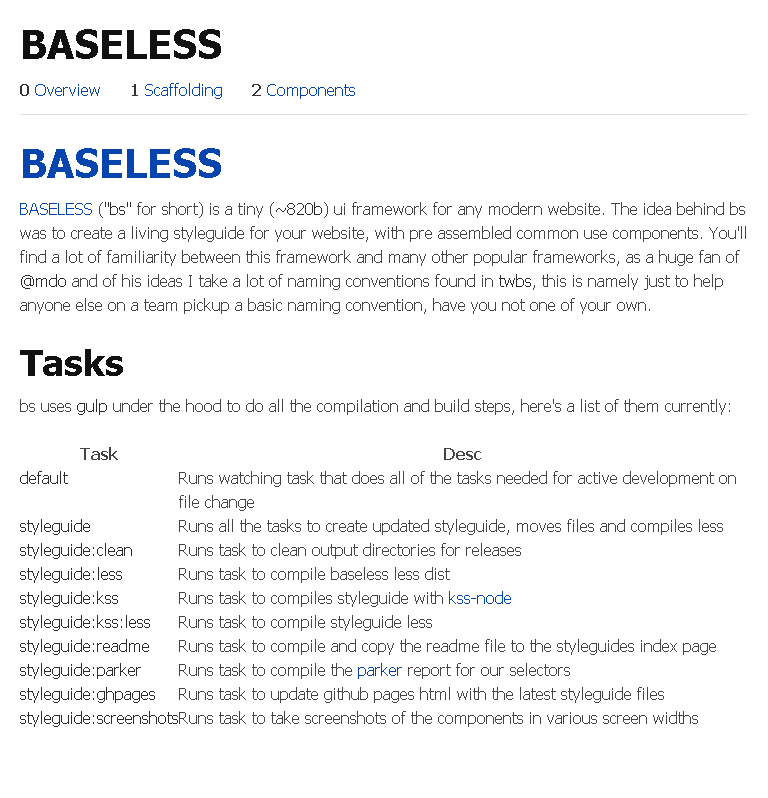 BASELESS
0 Overview 1 Scaffolding 2 Components
BASELESS
BASELESS ("bs" for short) is a tiny (~820b) ui framework for any modern website. The idea behind bs
was to create a living styleguide for your website, with pre assembled common use components. You'll
find a lot of familiarity between this framework and many other popular frameworks, as a huge fan of
@mdo and of his ideas I take a lot of naming conventions found in twbs, this is namely just to help
anyone else on a team pickup a basic naming convention, have you not one of your own.
Tasks
bs uses gulp under the hood to do all the compilation and build steps, here's a list of them currently:
Task Desc
default Runs watching task that does all of the tasks needed for active development on
file change
styleguide Runs all the tasks to create updated styleguide, moves files and compiles less
styleguide:clean Runs task to clean output directories for releases
styleguide:less Runs task to compile baseless less dist
styleguide:kss Runs task to compiles styleguide with kss-node
styleguide:kss:less Runs task to compile styleguide less
styleguide:readme Runs task to compile and copy the readme file to the styleguides index page
styleguide:parker Runs task to compile the parker report for our selectors
styleguide:ghpages Runs task to update github pages html with the latest styleguide files
styleguide:screenshots Runs task to take screenshots of the components in various screen widths